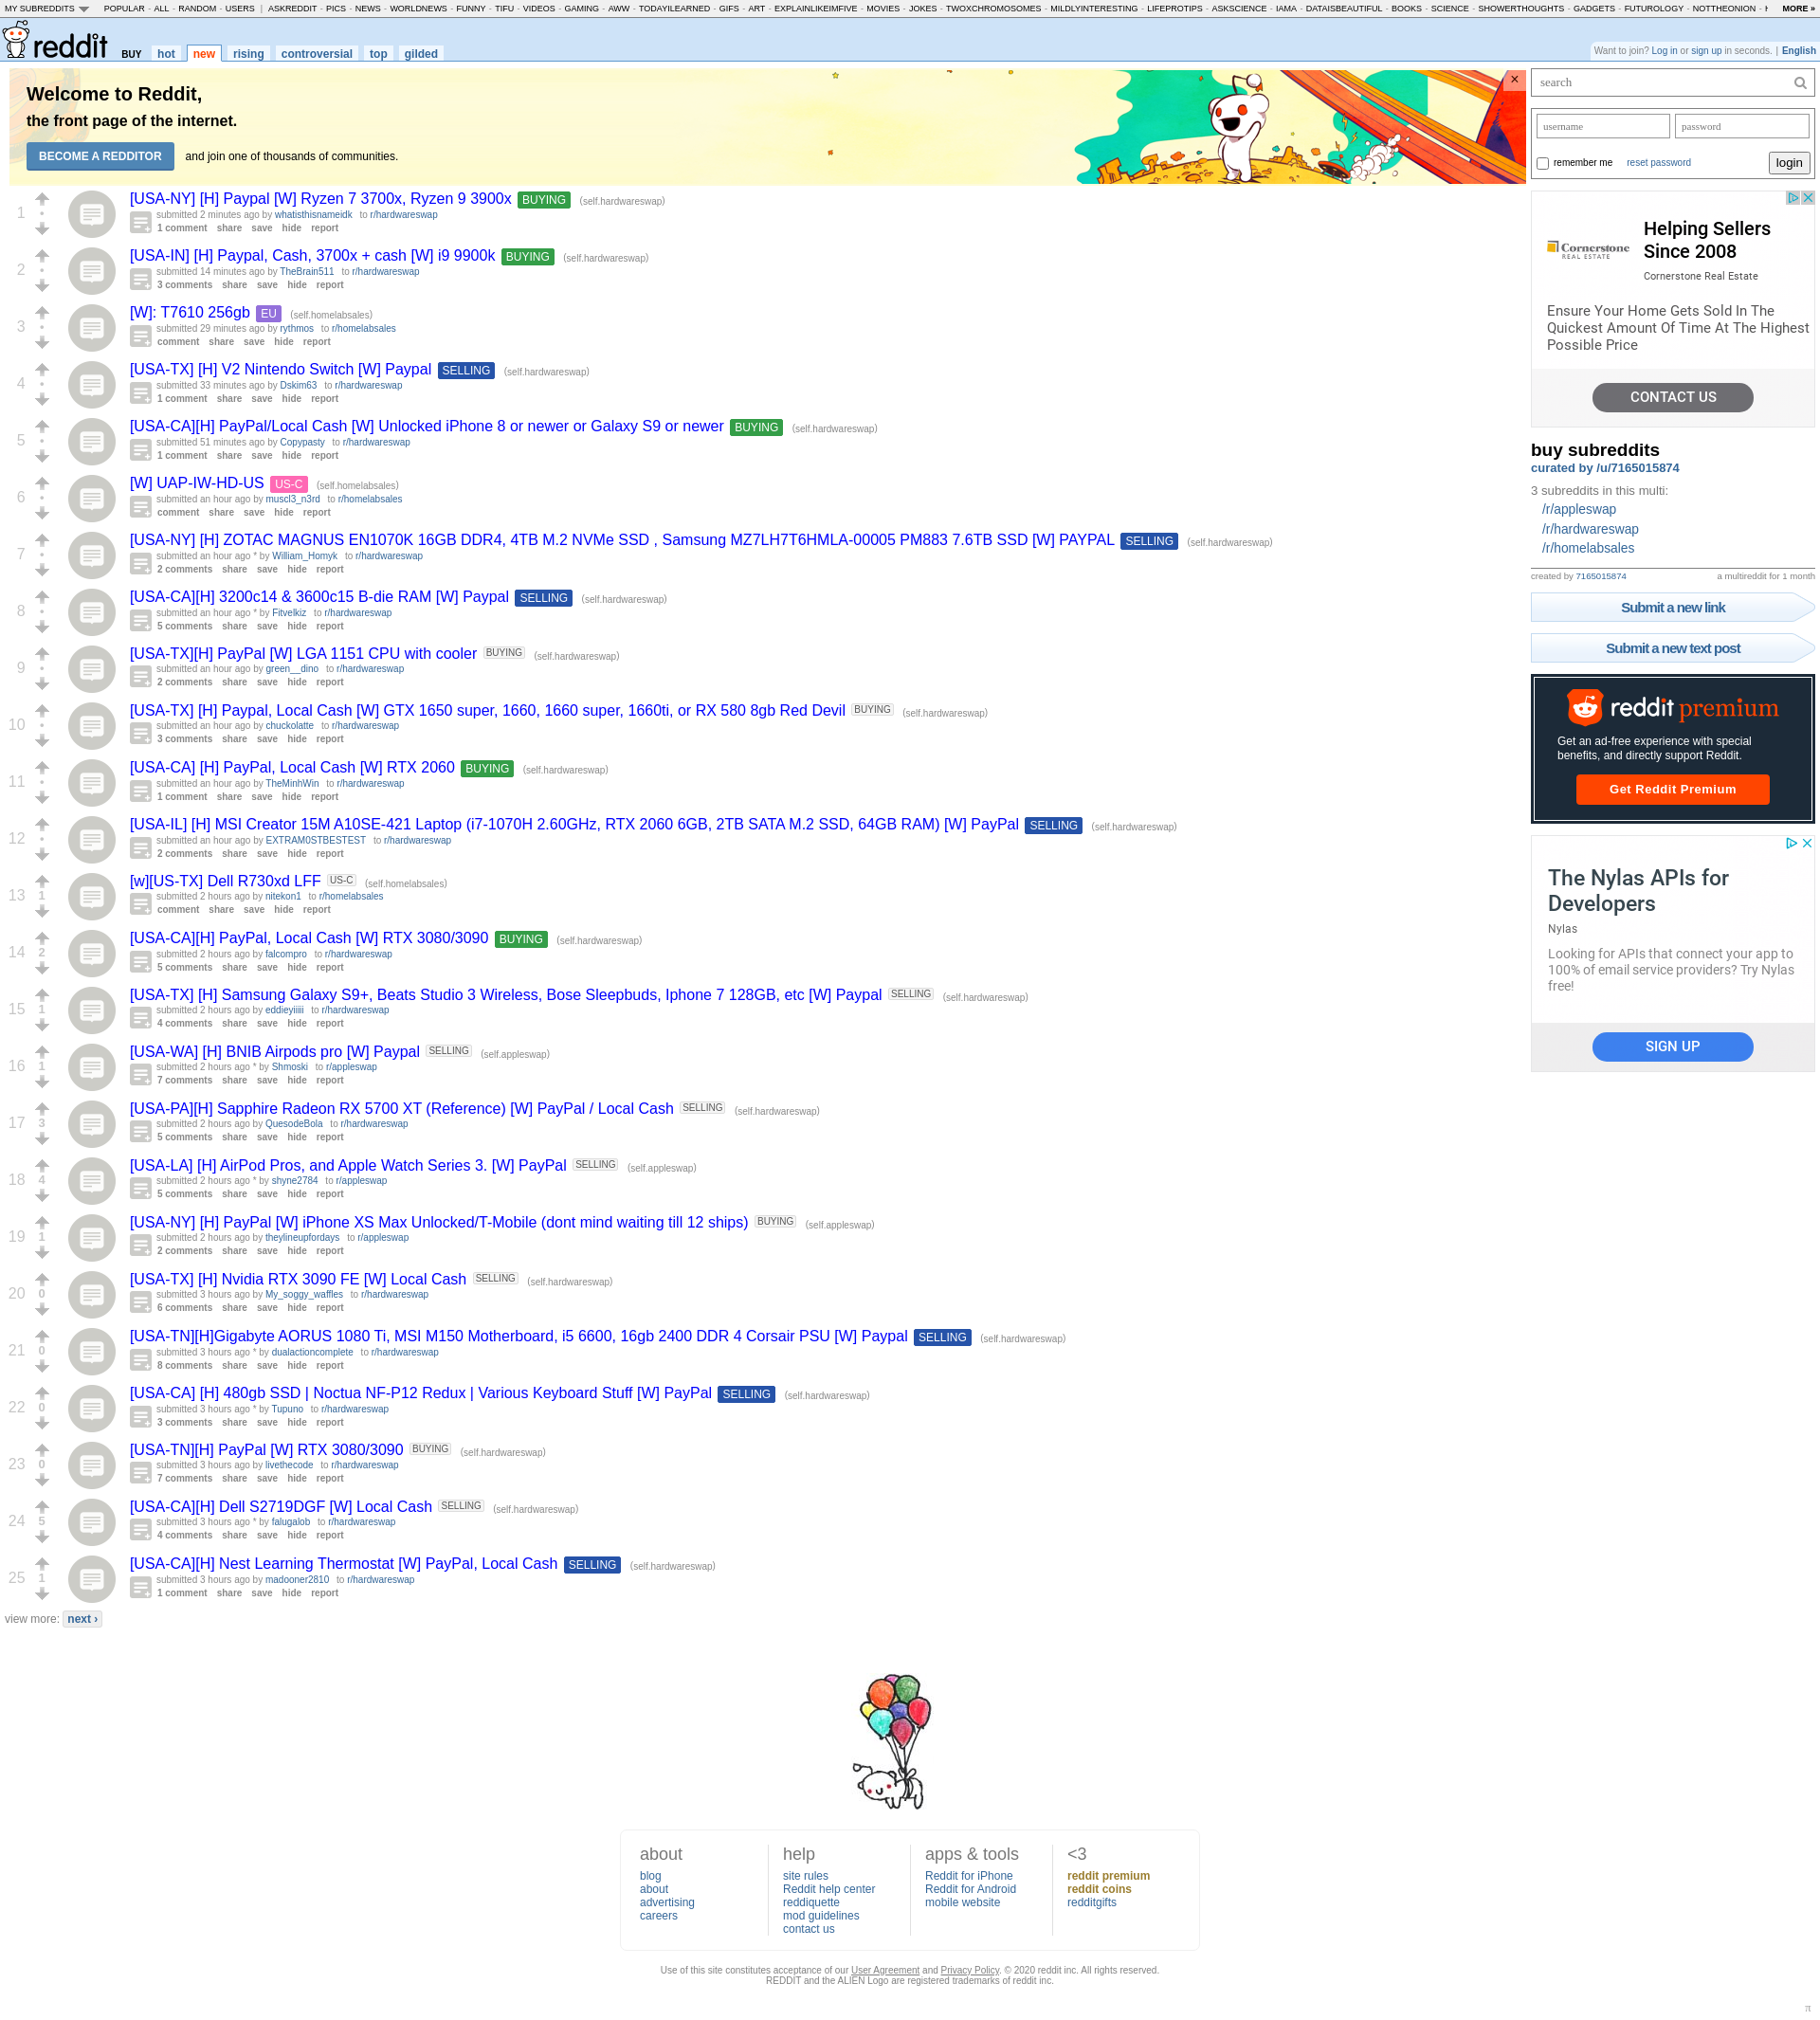 MY SUBREDDITS POPULAR - ALL - RANDOM - USERS | ASKREDDIT - PICS - NEWS - WORLDNEWS - FUNNY - TIFU - VIDEOS - GAMING - AWW - TODAYILEARNED - GIFS - ART - EXPLAINLIKEIMFIVE - MOVIES - JOKES - TWOXCHROMOSOMES - MILDLYINTERESTING - LIFEPROTIPS - ASKSCIENCE - IAMA - DATAISBEAUTIFUL - BOOKS - SCIENCE - SHOWERTHOUGHTS - GADGETS - FUTUROLOGY - NOTTHEONION - MORE »
reddit BUY hot new rising controversial top gilded
Want to join? Log in or sign up in seconds. | English
Welcome to Reddit,
the front page of the internet.
BECOME A REDDITOR and join one of thousands of communities.
×
1
[USA-NY] [H] Paypal [W] Ryzen 7 3700x, Ryzen 9 3900x BUYING (self.hardwareswap)
submitted 2 minutes ago by whatisthisnameidk to r/hardwareswap
1 comment share save hide report
2
[USA-IN] [H] Paypal, Cash, 3700x + cash [W] i9 9900k BUYING (self.hardwareswap)
submitted 14 minutes ago by TheBrain511 to r/hardwareswap
3 comments share save hide report
3
[W]: T7610 256gb EU (self.homelabsales)
submitted 29 minutes ago by rythmos to r/homelabsales
comment share save hide report
4
[USA-TX] [H] V2 Nintendo Switch [W] Paypal SELLING (self.hardwareswap)
submitted 33 minutes ago by Dskim63 to r/hardwareswap
1 comment share save hide report
5
[USA-CA][H] PayPal/Local Cash [W] Unlocked iPhone 8 or newer or Galaxy S9 or newer BUYING (self.hardwareswap)
submitted 51 minutes ago by Copypasty to r/hardwareswap
1 comment share save hide report
6
[W] UAP-IW-HD-US US-C (self.homelabsales)
submitted an hour ago by muscl3_n3rd to r/homelabsales
comment share save hide report
7
[USA-NY] [H] ZOTAC MAGNUS EN1070K 16GB DDR4, 4TB M.2 NVMe SSD , Samsung MZ7LH7T6HMLA-00005 PM883 7.6TB SSD [W] PAYPAL SELLING (self.hardwareswap)
submitted an hour ago * by William_Homyk to r/hardwareswap
2 comments share save hide report
8
[USA-CA][H] 3200c14 & 3600c15 B-die RAM [W] Paypal SELLING (self.hardwareswap)
submitted an hour ago * by Fitvelkiz to r/hardwareswap
5 comments share save hide report
9
[USA-TX][H] PayPal [W] LGA 1151 CPU with cooler BUYING (self.hardwareswap)
submitted an hour ago by green__dino to r/hardwareswap
2 comments share save hide report
10
[USA-TX] [H] Paypal, Local Cash [W] GTX 1650 super, 1660, 1660 super, 1660ti, or RX 580 8gb Red Devil BUYING (self.hardwareswap)
submitted an hour ago by chuckolatte to r/hardwareswap
3 comments share save hide report
11
[USA-CA] [H] PayPal, Local Cash [W] RTX 2060 BUYING (self.hardwareswap)
submitted an hour ago by TheMinhWin to r/hardwareswap
1 comment share save hide report
12
[USA-IL] [H] MSI Creator 15M A10SE-421 Laptop (i7-1070H 2.60GHz, RTX 2060 6GB, 2TB SATA M.2 SSD, 64GB RAM) [W] PayPal SELLING (self.hardwareswap)
submitted an hour ago by EXTRAM0STBESTEST to r/hardwareswap
2 comments share save hide report
13 1
[w][US-TX] Dell R730xd LFF US-C (self.homelabsales)
submitted 2 hours ago by nitekon1 to r/homelabsales
comment share save hide report
14 2
[USA-CA][H] PayPal, Local Cash [W] RTX 3080/3090 BUYING (self.hardwareswap)
submitted 2 hours ago by falcompro to r/hardwareswap
5 comments share save hide report
15 1
[USA-TX] [H] Samsung Galaxy S9+, Beats Studio 3 Wireless, Bose Sleepbuds, Iphone 7 128GB, etc [W] Paypal SELLING (self.hardwareswap)
submitted 2 hours ago by eddieyiiiii to r/hardwareswap
4 comments share save hide report
16 1
[USA-WA] [H] BNIB Airpods pro [W] Paypal SELLING (self.appleswap)
submitted 2 hours ago * by Shmoski to r/appleswap
7 comments share save hide report
17 3
[USA-PA][H] Sapphire Radeon RX 5700 XT (Reference) [W] PayPal / Local Cash SELLING (self.hardwareswap)
submitted 2 hours ago by QuesodeBola to r/hardwareswap
5 comments share save hide report
18 4
[USA-LA] [H] AirPod Pros, and Apple Watch Series 3. [W] PayPal SELLING (self.appleswap)
submitted 2 hours ago * by shyne2784 to r/appleswap
5 comments share save hide report
19 1
[USA-NY] [H] PayPal [W] iPhone XS Max Unlocked/T-Mobile (dont mind waiting till 12 ships) BUYING (self.appleswap)
submitted 2 hours ago by theylineupfordays to r/appleswap
2 comments share save hide report
20 0
[USA-TX] [H] Nvidia RTX 3090 FE [W] Local Cash SELLING (self.hardwareswap)
submitted 3 hours ago by My_soggy_waffles to r/hardwareswap
6 comments share save hide report
21 0
[USA-TN][H]Gigabyte AORUS 1080 Ti, MSI M150 Motherboard, i5 6600, 16gb 2400 DDR 4 Corsair PSU [W] Paypal SELLING (self.hardwareswap)
submitted 3 hours ago * by dualactioncomplete to r/hardwareswap
8 comments share save hide report
22 0
[USA-CA] [H] 480gb SSD | Noctua NF-P12 Redux | Various Keyboard Stuff [W] PayPal SELLING (self.hardwareswap)
submitted 3 hours ago * by Tupuno to r/hardwareswap
3 comments share save hide report
23 0
[USA-TN][H] PayPal [W] RTX 3080/3090 BUYING (self.hardwareswap)
submitted 3 hours ago by livethecode to r/hardwareswap
7 comments share save hide report
24 5
[USA-CA][H] Dell S2719DGF [W] Local Cash SELLING (self.hardwareswap)
submitted 3 hours ago * by falugalob to r/hardwareswap
4 comments share save hide report
25 1
[USA-CA][H] Nest Learning Thermostat [W] PayPal, Local Cash SELLING (self.hardwareswap)
submitted 3 hours ago by madooner2810 to r/hardwareswap
1 comment share save hide report
view more: next ›
search
username password
remember me reset password login
Cornerstone
REAL ESTATE
Helping Sellers
Since 2008
Cornerstone Real Estate
Ensure Your Home Gets Sold In The
Quickest Amount Of Time At The Highest
Possible Price
CONTACT US
buy subreddits
curated by /u/7165015874
3 subreddits in this multi:
/r/appleswap
/r/hardwareswap
/r/homelabsales
created by 7165015874 a multireddit for 1 month
Submit a new link
Submit a new text post
reddit premium
Get an ad-free experience with special
benefits, and directly support Reddit.
Get Reddit Premium
The Nylas APIs for
Developers
Nylas
Looking for APIs that connect your app to
100% of email service providers? Try Nylas
free!
SIGN UP
about
blog
about
advertising
careers
help
site rules
Reddit help center
reddiquette
mod guidelines
contact us
apps & tools
Reddit for iPhone
Reddit for Android
mobile website
<3
reddit premium
reddit coins
redditgifts
Use of this site constitutes acceptance of our User Agreement and Privacy Policy. © 2020 reddit inc. All rights reserved.
REDDIT and the ALIEN Logo are registered trademarks of reddit inc.
π